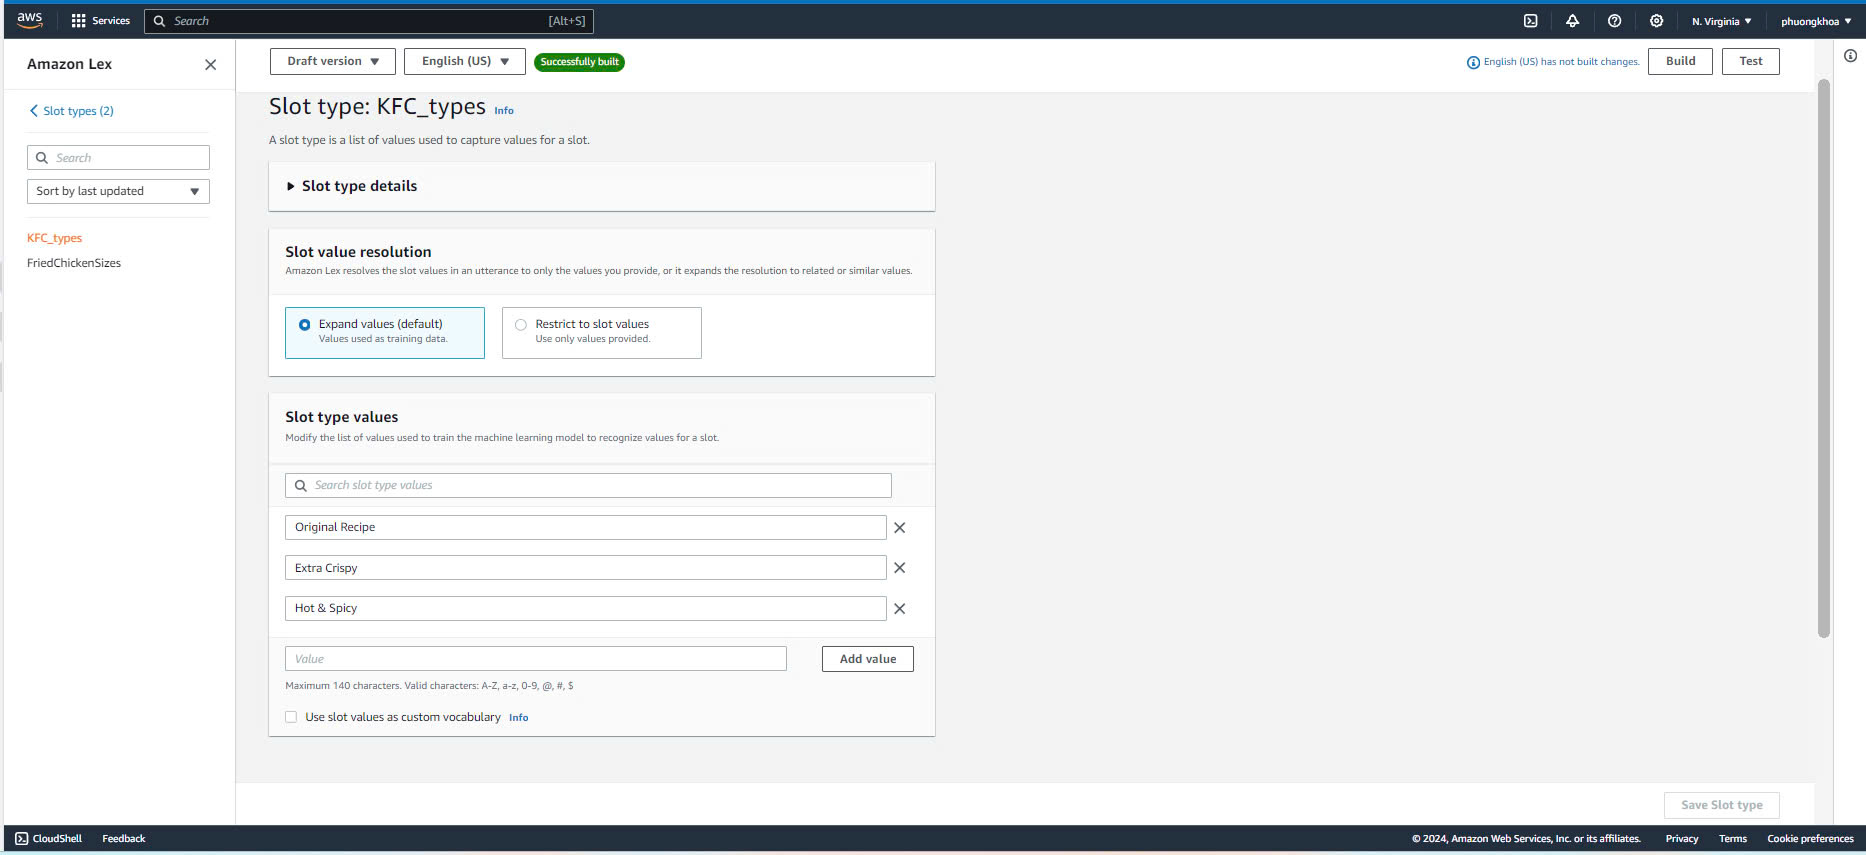 aws Services Search [Alt+S] N. Virginia phuongkhoa
Amazon Lex
Slot types (2)
Search
Sort by last updated
KFC_types
FriedChickenSizes
Draft version English (US) Successfully built English (US) has not built changes. Build Test
Slot type: KFC_types Info
A slot type is a list of values used to capture values for a slot.
Slot type details
Slot value resolution
Amazon Lex resolves the slot values in an utterance to only the values you provide, or it expands the resolution to related or similar values.
Expand values (default)
Values used as training data.
Restrict to slot values
Use only values provided.
Slot type values
Modify the list of values used to train the machine learning model to recognize values for a slot.
Search slot type values
Original Recipe
Extra Crispy
Hot & Spicy
Value Add value
Maximum 140 characters. Valid characters: A-Z, a-z, 0-9, @, #, $
Use slot values as custom vocabulary Info
Save Slot type
CloudShell Feedback © 2024, Amazon Web Services, Inc. or its affiliates. Privacy Terms Cookie preferences